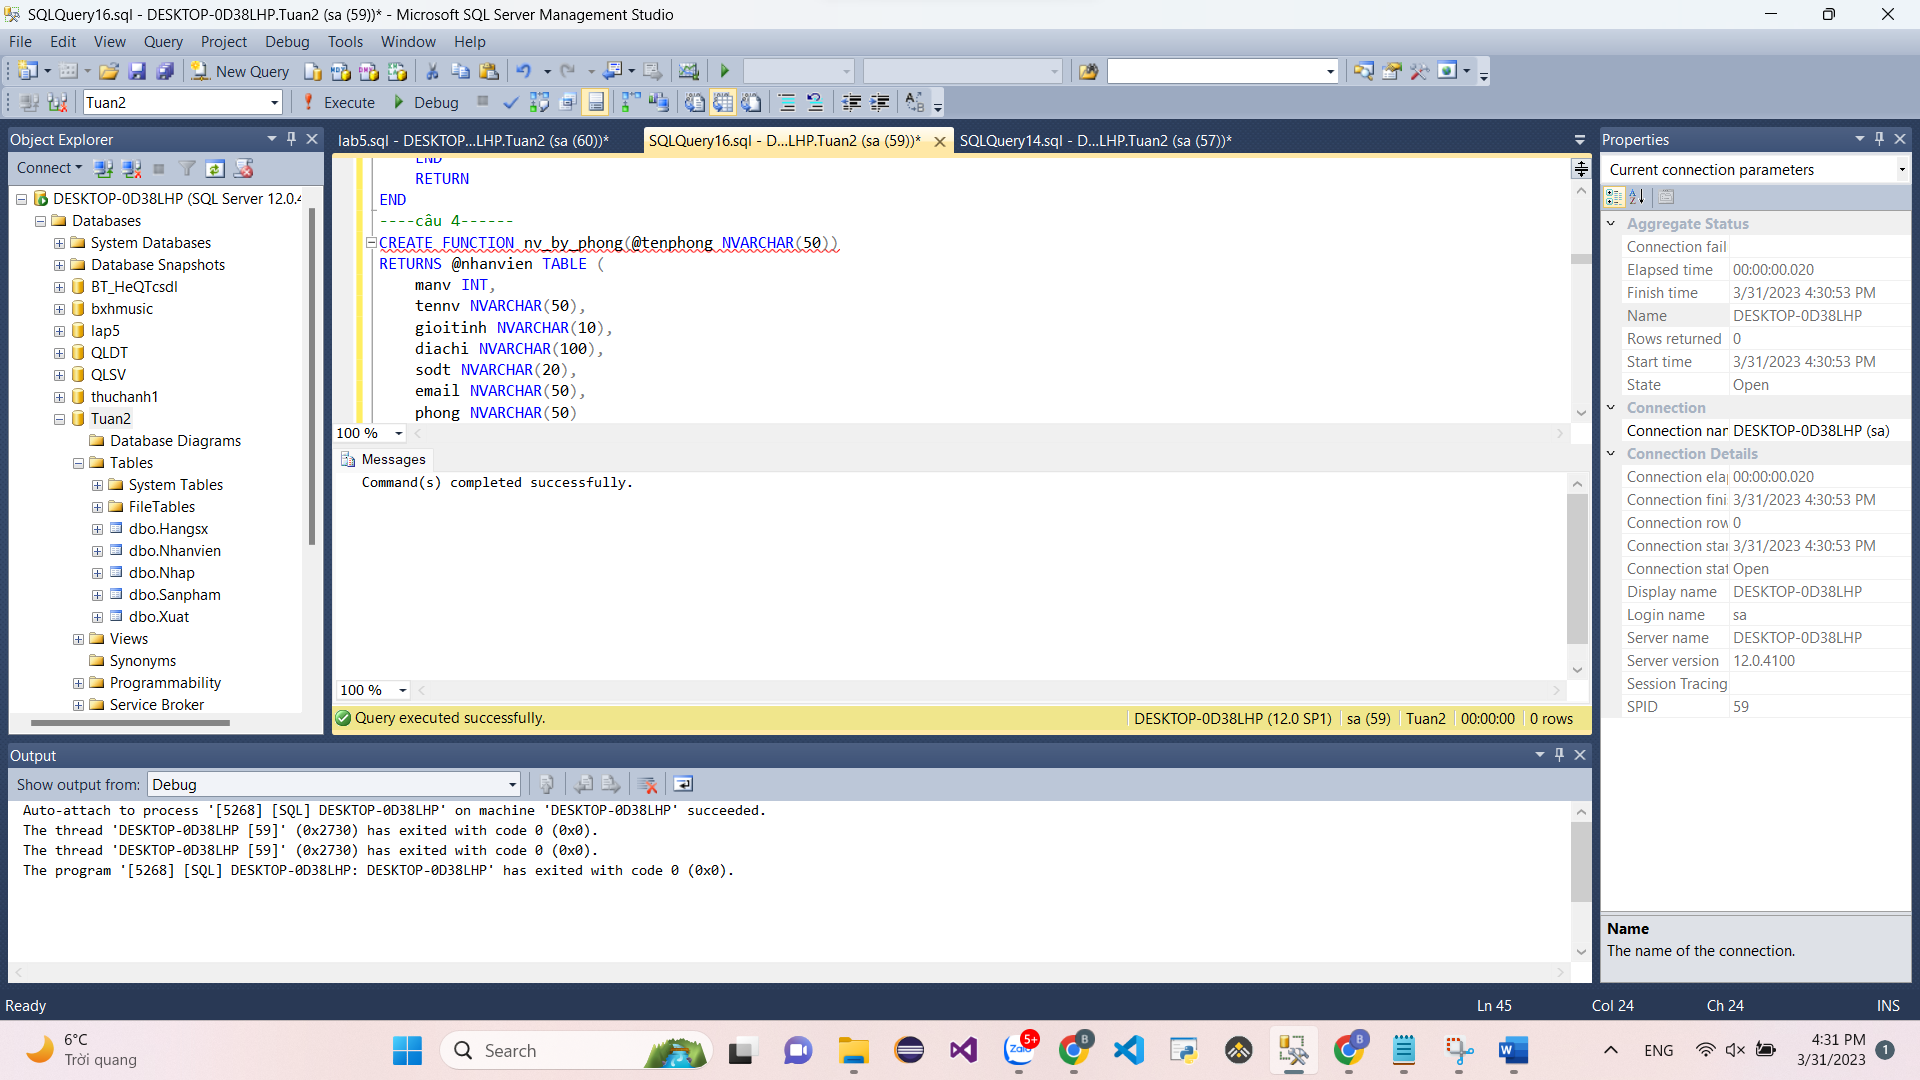 SQLQuery16.sql - DESKTOP-0D38LHP.Tuan2 (sa (59))* - Microsoft SQL Server Management Studio
File Edit View Query Project Debug Tools Window Help
New Query
Tuan2
Execute Debug
Object Explorer
Connect
DESKTOP-0D38LHP (SQL Server 12.0.4
Databases
System Databases
Database Snapshots
BT_HeQTcsdl
bxhmusic
lap5
QLDT
QLSV
thuchanh1
Tuan2
Database Diagrams
Tables
System Tables
FileTables
dbo.Hangsx
dbo.Nhanvien
dbo.Nhap
dbo.Sanpham
dbo.Xuat
Views
Synonyms
Programmability
Service Broker
lab5.sql - DESKTOP...LHP.Tuan2 (sa (60))*
SQLQuery16.sql - D...LHP.Tuan2 (sa (59))*
SQLQuery14.sql - D...LHP.Tuan2 (sa (57))*
END
RETURN
END
----câu 4------
CREATE FUNCTION nv_by_phong(@tenphong NVARCHAR(50))
RETURNS @nhanvien TABLE (
manv INT,
tennv NVARCHAR(50),
gioitinh NVARCHAR(10),
diachi NVARCHAR(100),
sodt NVARCHAR(20),
email NVARCHAR(50),
phong NVARCHAR(50)
100 %
Messages
Command(s) completed successfully.
100 %
Query executed successfully.
DESKTOP-0D38LHP (12.0 SP1) sa (59) Tuan2 00:00:00 0 rows
Properties
Current connection parameters
Aggregate Status
Connection fail
Elapsed time 00:00:00.020
Finish time 3/31/2023 4:30:53 PM
Name DESKTOP-0D38LHP
Rows returned 0
Start time 3/31/2023 4:30:53 PM
State Open
Connection
Connection nar DESKTOP-0D38LHP (sa)
Connection Details
Connection ela 00:00:00.020
Connection fini 3/31/2023 4:30:53 PM
Connection row 0
Connection star 3/31/2023 4:30:53 PM
Connection stat Open
Display name DESKTOP-0D38LHP
Login name sa
Server name DESKTOP-0D38LHP
Server version 12.0.4100
Session Tracing
SPID 59
Name
The name of the connection.
Output
Show output from: Debug
Auto-attach to process '[5268] [SQL] DESKTOP-0D38LHP' on machine 'DESKTOP-0D38LHP' succeeded.
The thread 'DESKTOP-0D38LHP [59]' (0x2730) has exited with code 0 (0x0).
The thread 'DESKTOP-0D38LHP [59]' (0x2730) has exited with code 0 (0x0).
The program '[5268] [SQL] DESKTOP-0D38LHP: DESKTOP-0D38LHP' has exited with code 0 (0x0).
Ready
Ln 45 Col 24 Ch 24 INS
6°C
Trời quang
Search
Zalo
5+
B
B
ENG
4:31 PM
3/31/2023
1